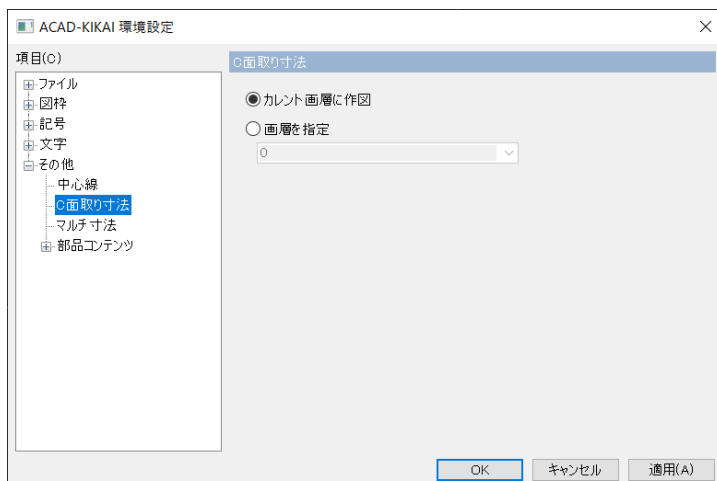 ACAD-KIKAI 環境設定
項目(C)
ファイル
図枠
記号
文字
その他
中心線
C面取り寸法
マルチ寸法
部品コンテンツ
C面取り寸法
カレント画層に作図
画層を指定
0
OK
キャンセル
適用(A)